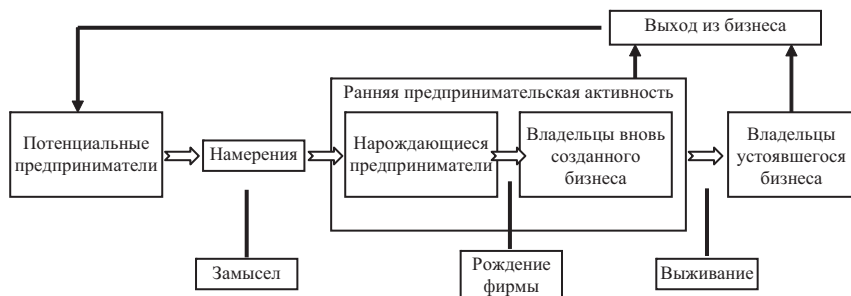 Выход из бизнеса
Ранняя предпринимательская активность
Потенциальные
предприниматели
Намерения
Нарождающиеся
предприниматели
Владельцы вновь
созданного
бизнеса
Владельцы
устоявшегося
бизнеса
Замысел
Рождение
фирмы
Выживание